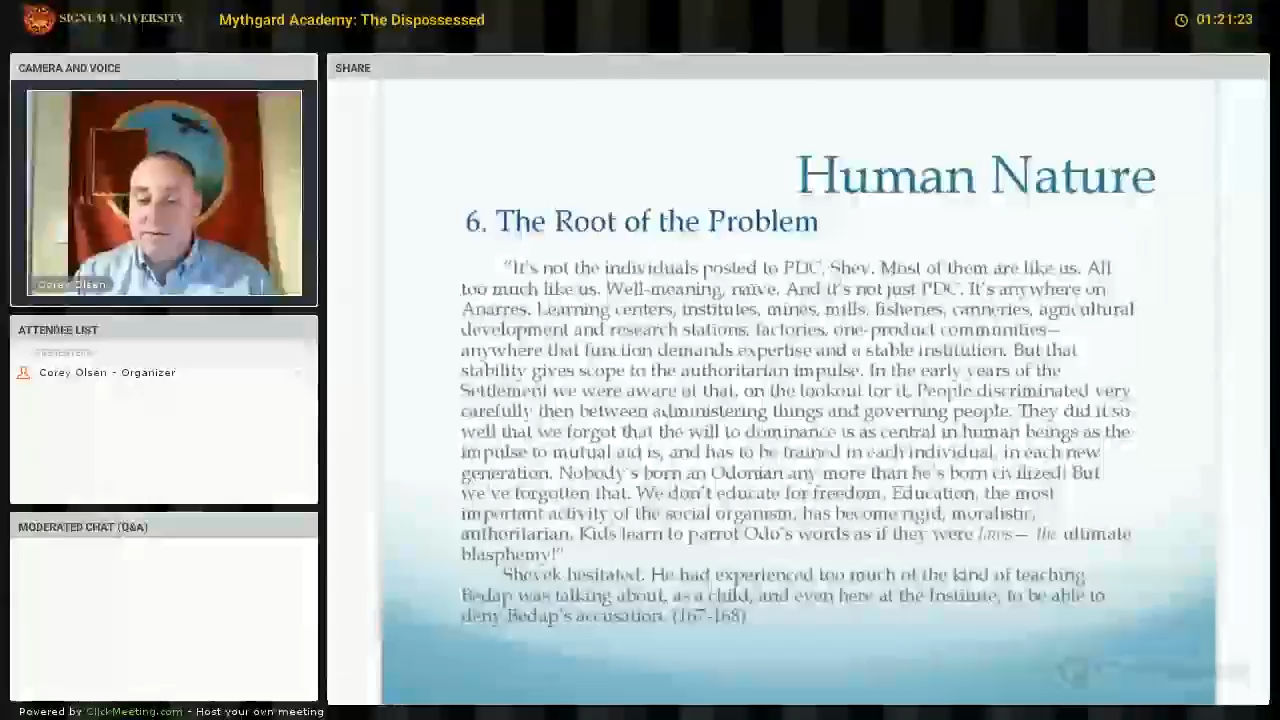 SIGNUM UNIVERSITY
Mythgard Academy: The Dispossessed
01:21:23
CAMERA AND VOICE
SHARE
Corey Olsen
ATTENDEE LIST
Corey Olsen - Organizer
MODERATED CHAT (Q&A)
Human Nature
6. The Root of the Problem
"It's not the individuals posted to PDC, Shev. Most of them are like us. All
too much like us. Well-meaning, naïve. And it's not just PDC. It's anywhere on
Anarres. Learning centers, institutes, mines, mills, fisheries, canneries, agricultural
development and research stations, factories, one-product communities—
anywhere that function demands expertise and a stable institution. But that
stability gives scope to the authoritarian impulse. In the early years of the
Settlement we were aware of that, on the lookout for it. People discriminated very
carefully then between administering things and governing people. They did it so
well that we forgot that the will to dominance is as central in human beings as the
impulse to mutual aid is, and has to be trained in each individual, in each new
generation. Nobody's born an Odonian any more than he's born civilized! But
we've forgotten that. We don't educate for freedom. Education, the most
important activity of the social organism, has become rigid, moralistic,
authoritarian. Kids learn to parrot Odo's words as if they were laws— the ultimate
blasphemy!"
Shevek hesitated. He had experienced too much of the kind of teaching
Bedap was talking about, as a child, and even here at the Institute, to be able to
deny Bedap's accusation. (167-168)
Powered by ClickMeeting.com - Host your own meeting